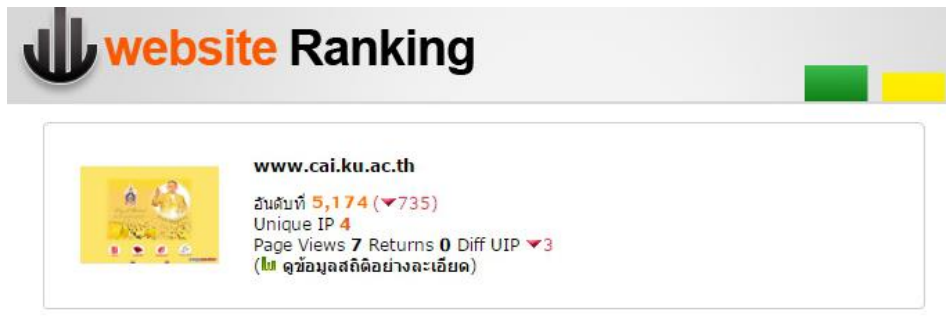 website Ranking
www.cai.ku.ac.th
อันดับที่ 5,174 (▼735)
Unique IP 4
Page Views 7 Returns 0 Diff UIP ▼3
(ดูข้อมูลสถิติอย่างละเอียด)